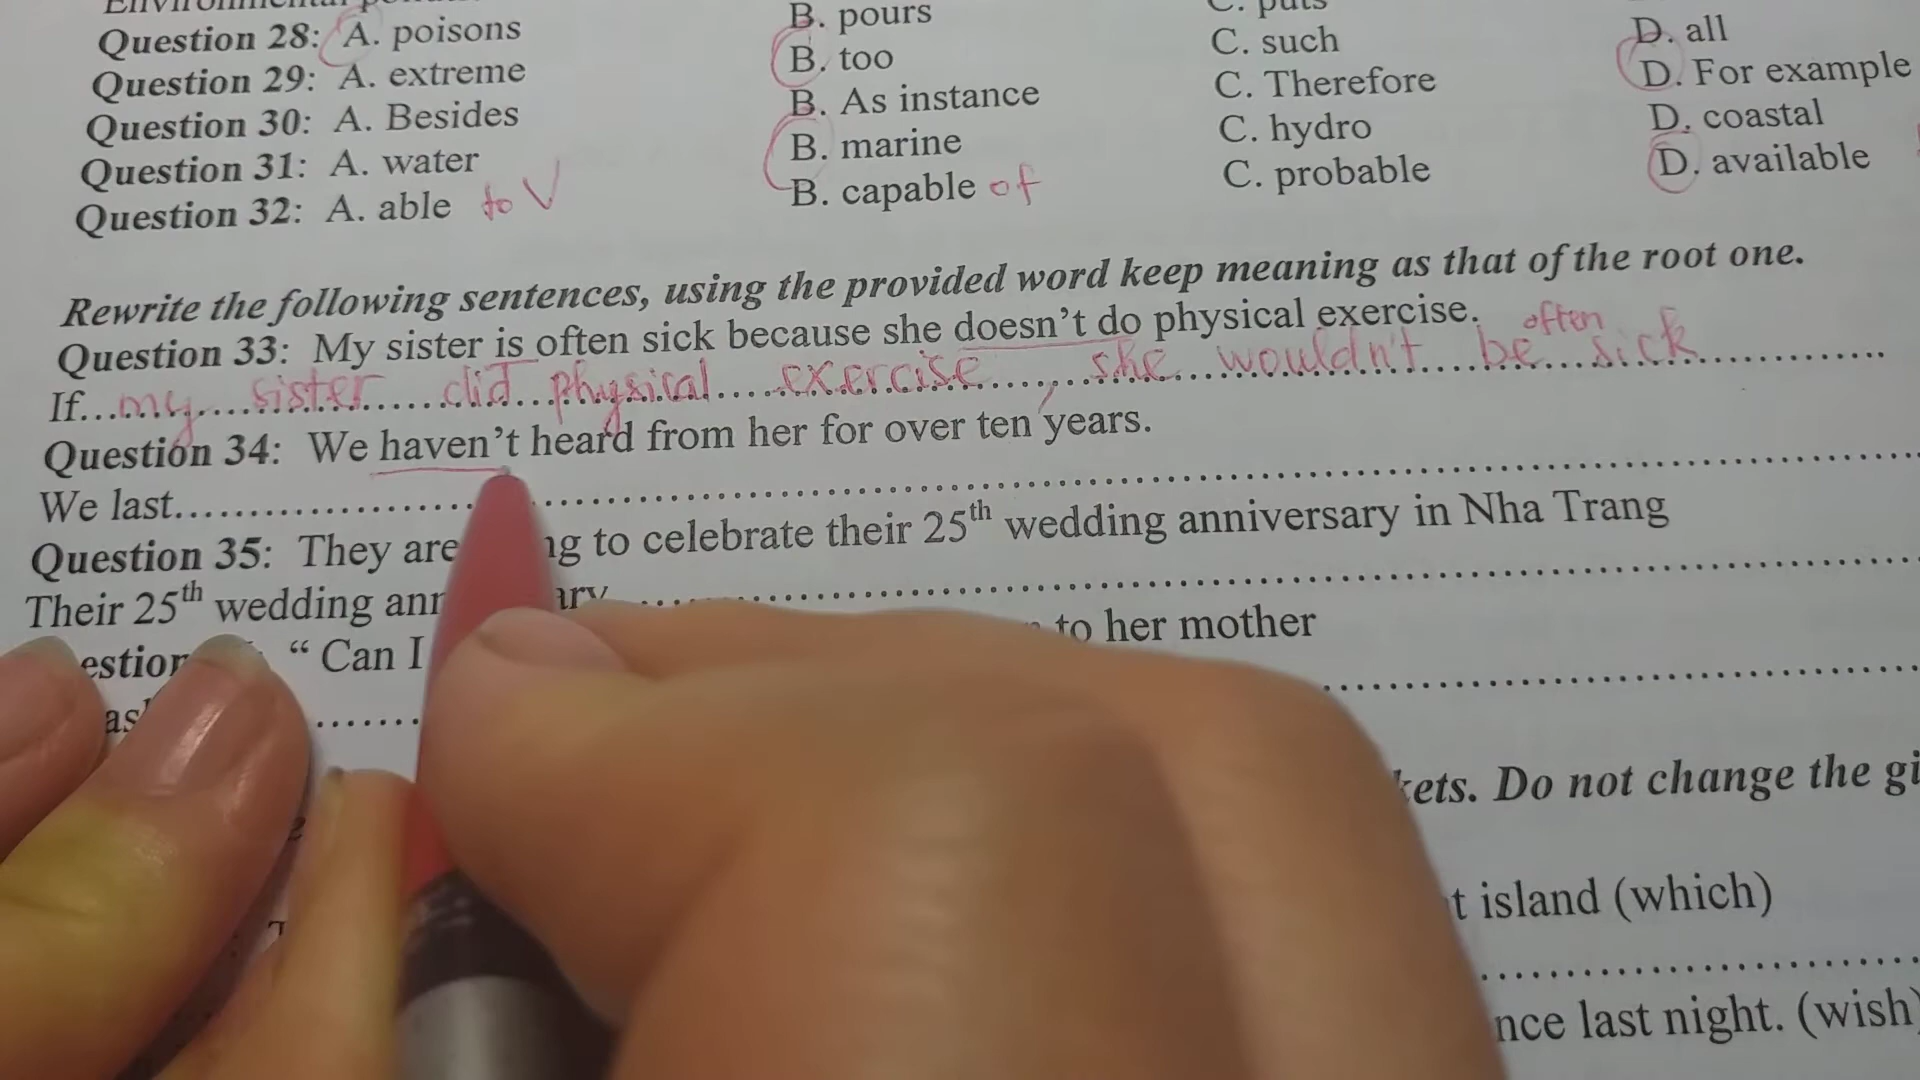 Question 28: A. poisons B. pours C. puts D. all
Question 29: A. extreme B. too C. such D. For example
Question 30: A. Besides B. As instance C. Therefore D. coastal
Question 31: A. water B. marine C. hydro D. available
Question 32: A. able to V B. capable of C. probable
Rewrite the following sentences, using the provided word keep meaning as that of the root one.
Question 33: My sister is often sick because she doesn't do physical exercise.
If...my sister did physical exercise, she wouldn't be often sick
Question 34: We haven't heard from her for over ten years.
We last
Question 35: They are to celebrate their 25th wedding anniversary in Nha Trang
Their 25th wedding
" Can I to her mother
Do not change the
island (which)
last night. (wish)